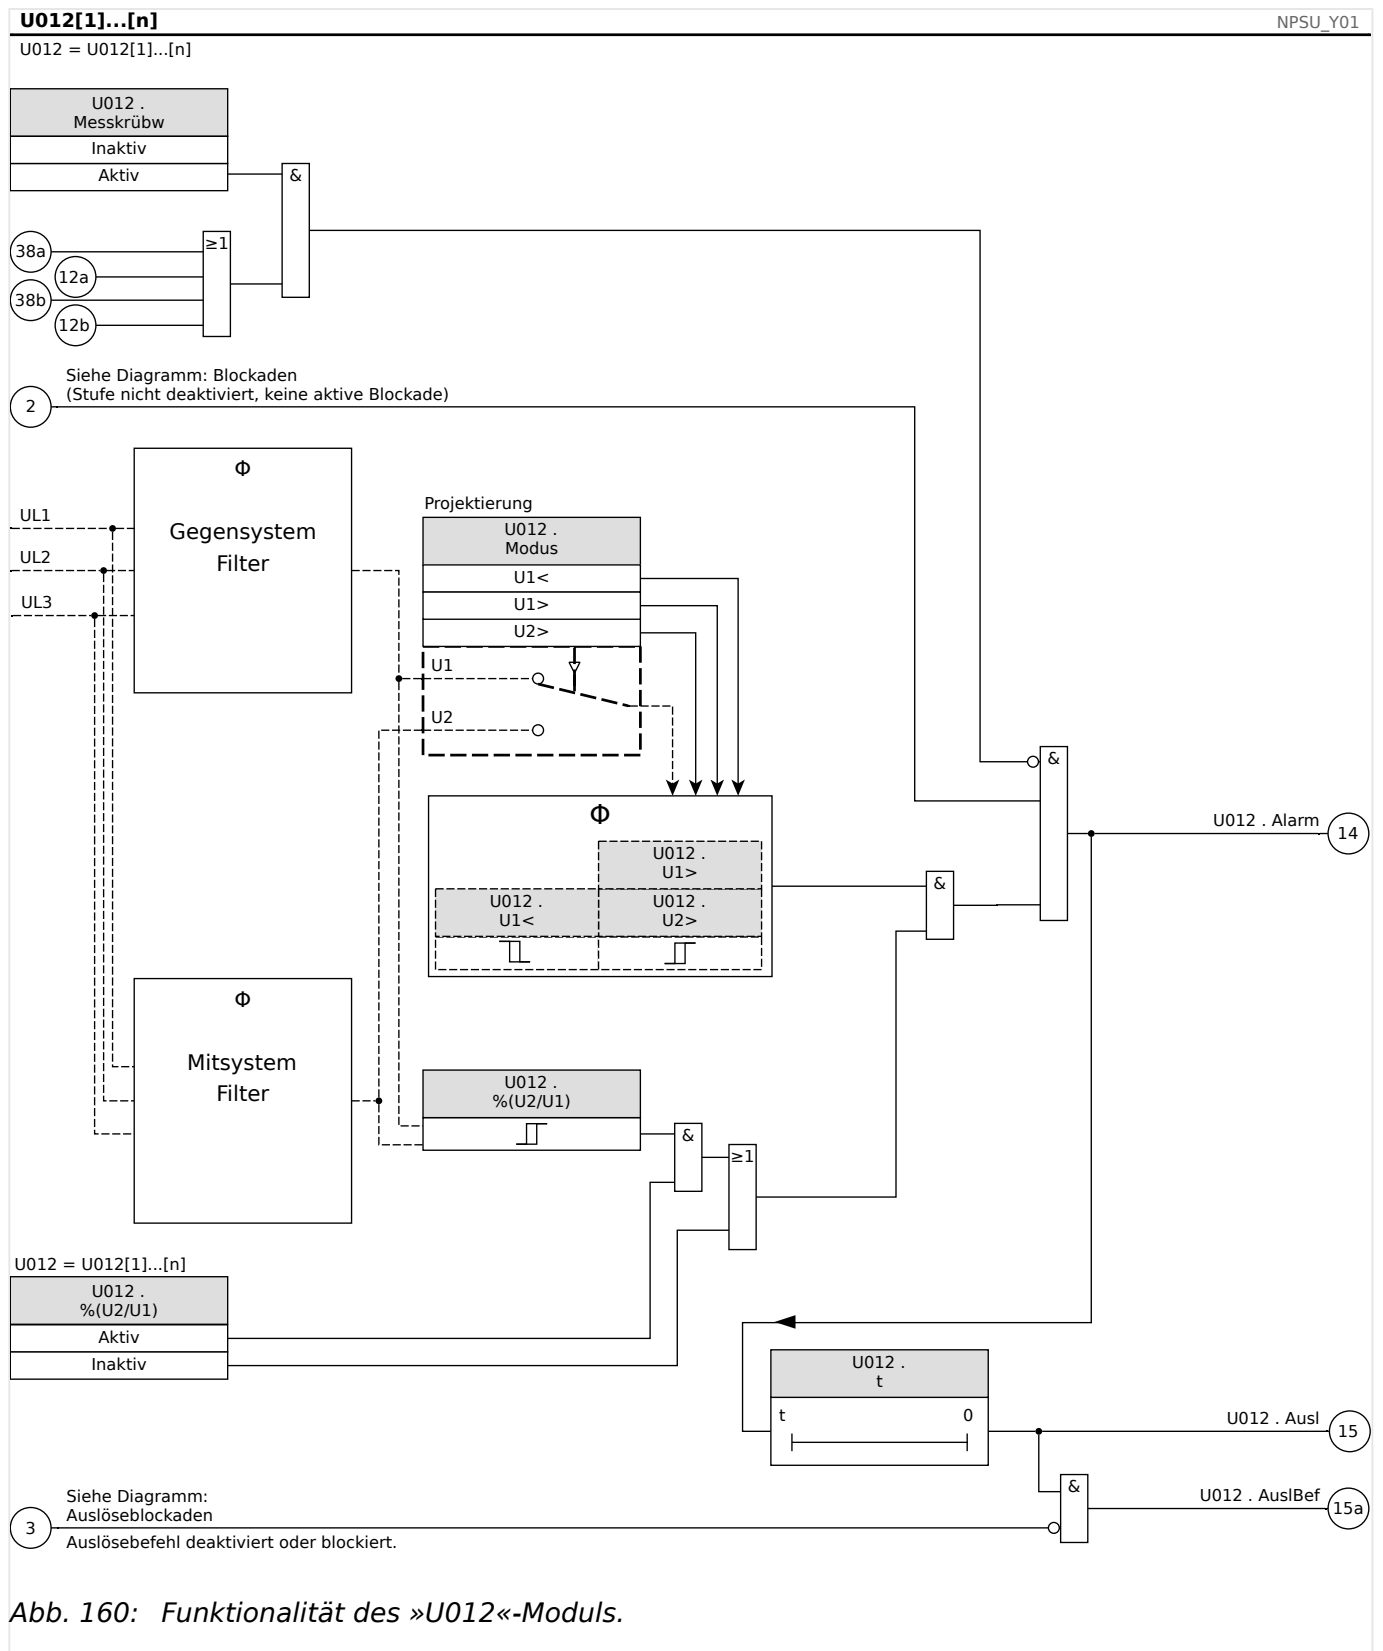 U012[1]...[n]
NPSU_Y01
U012 = U012[1]...[n]
U012 .
Messkrübw
Inaktiv
Aktiv
&
≥1
38a
12a
38b
12b
Siehe Diagramm: Blockaden
(Stufe nicht deaktiviert, keine aktive Blockade)
2
Φ
Gegensystem
Filter
UL1
UL2
UL3
Projektierung
U012 .
Modus
U1<
U1>
U2>
U1
U2
&
U012 . Alarm
14
Φ
U012 .
U1>
U012 .
U1<
U012 .
U2>
&
Φ
Mitsystem
Filter
U012 .
%(U2/U1)
&
≥1
U012 = U012[1]...[n]
U012 .
%(U2/U1)
Aktiv
Inaktiv
U012 .
t
t
0
U012 . Ausl
15
&
U012 . AuslBef
15a
Siehe Diagramm:
Auslöseblockaden
3
Auslösebefehl deaktiviert oder blockiert.
Abb. 160: Funktionalität des »U012«-Moduls.